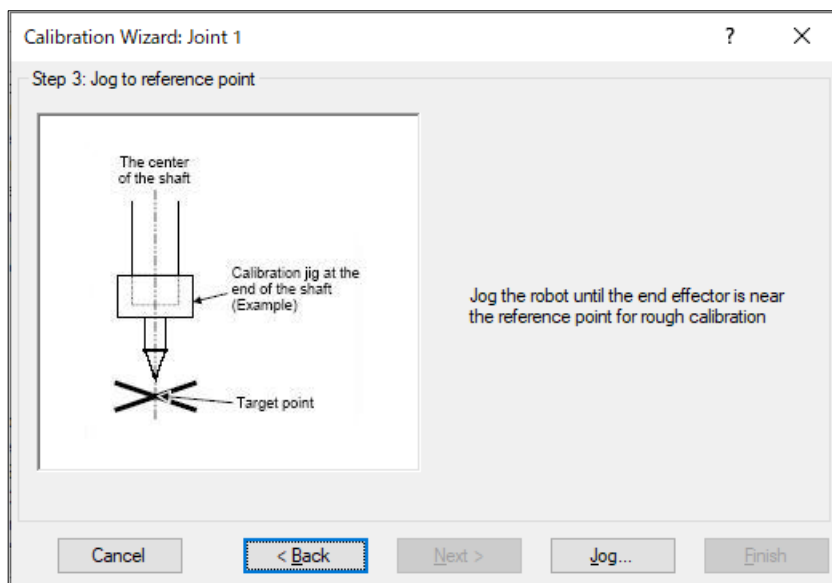 Calibration Wizard: Joint 1
?
Step 3: Jog to reference point
The center
of the shaft
Calibration jig at the
end of the shaft
(Example)
Target point
Jog the robot until the end effector is near
the reference point for rough calibration
Cancel
< Back
Next >
Jog...
Finish